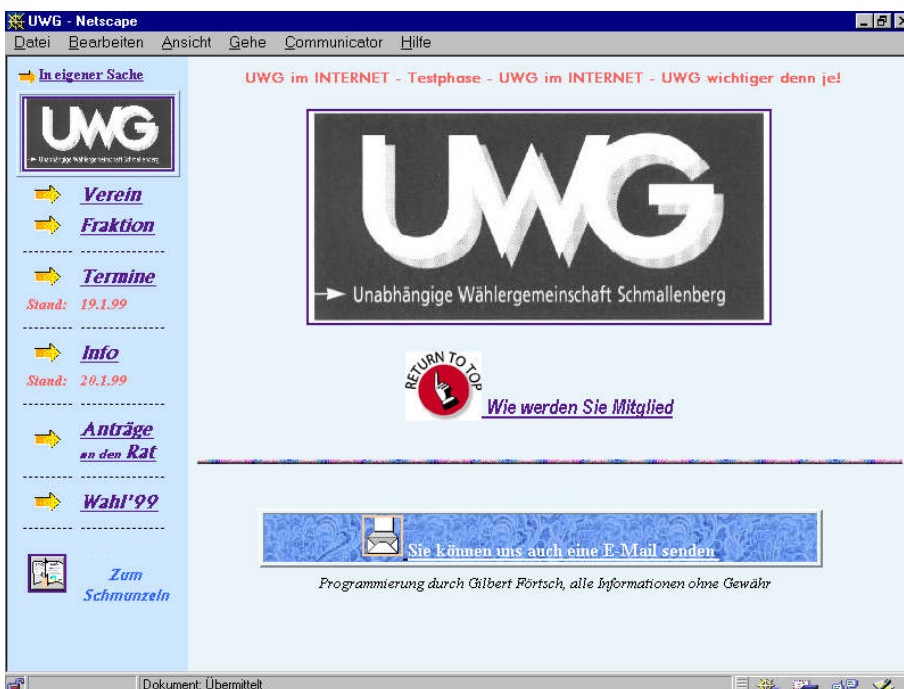 UWG - Netscape
Datei Bearbeiten Ansicht Gehe Communicator Hilfe
In eigener Sache
UWG
Unabhängige Wählergemeinschaft Schmallenberg
Verein
Fraktion
Termine
Stand: 19.1.99
Info
Stand: 20.1.99
Anträge
an den Rat
Wahl'99
Zum
Schmunzeln
UWG im INTERNET - Testphase - UWG im INTERNET - UWG wichtiger denn je!
UWG
Unabhängige Wählergemeinschaft Schmallenberg
RETURN TO TOP
Wie werden Sie Mitglied
Sie können uns auch eine E-Mail senden
Programmierung durch Gilbert Förtsch, alle Informationen ohne Gewähr
Dokument: Übermittelt